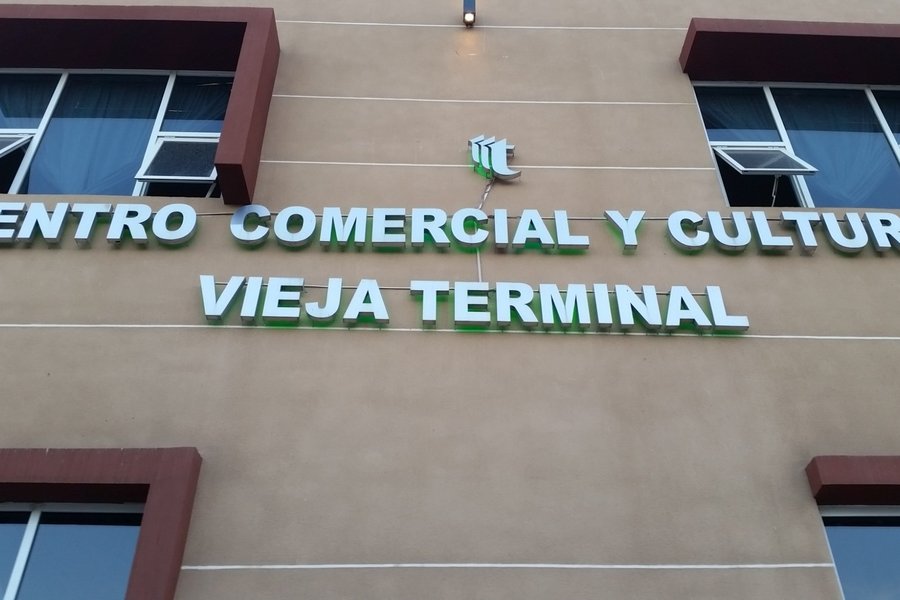 ENTRO COMERCIAL Y CULTUR
VIEJA TERMINAL